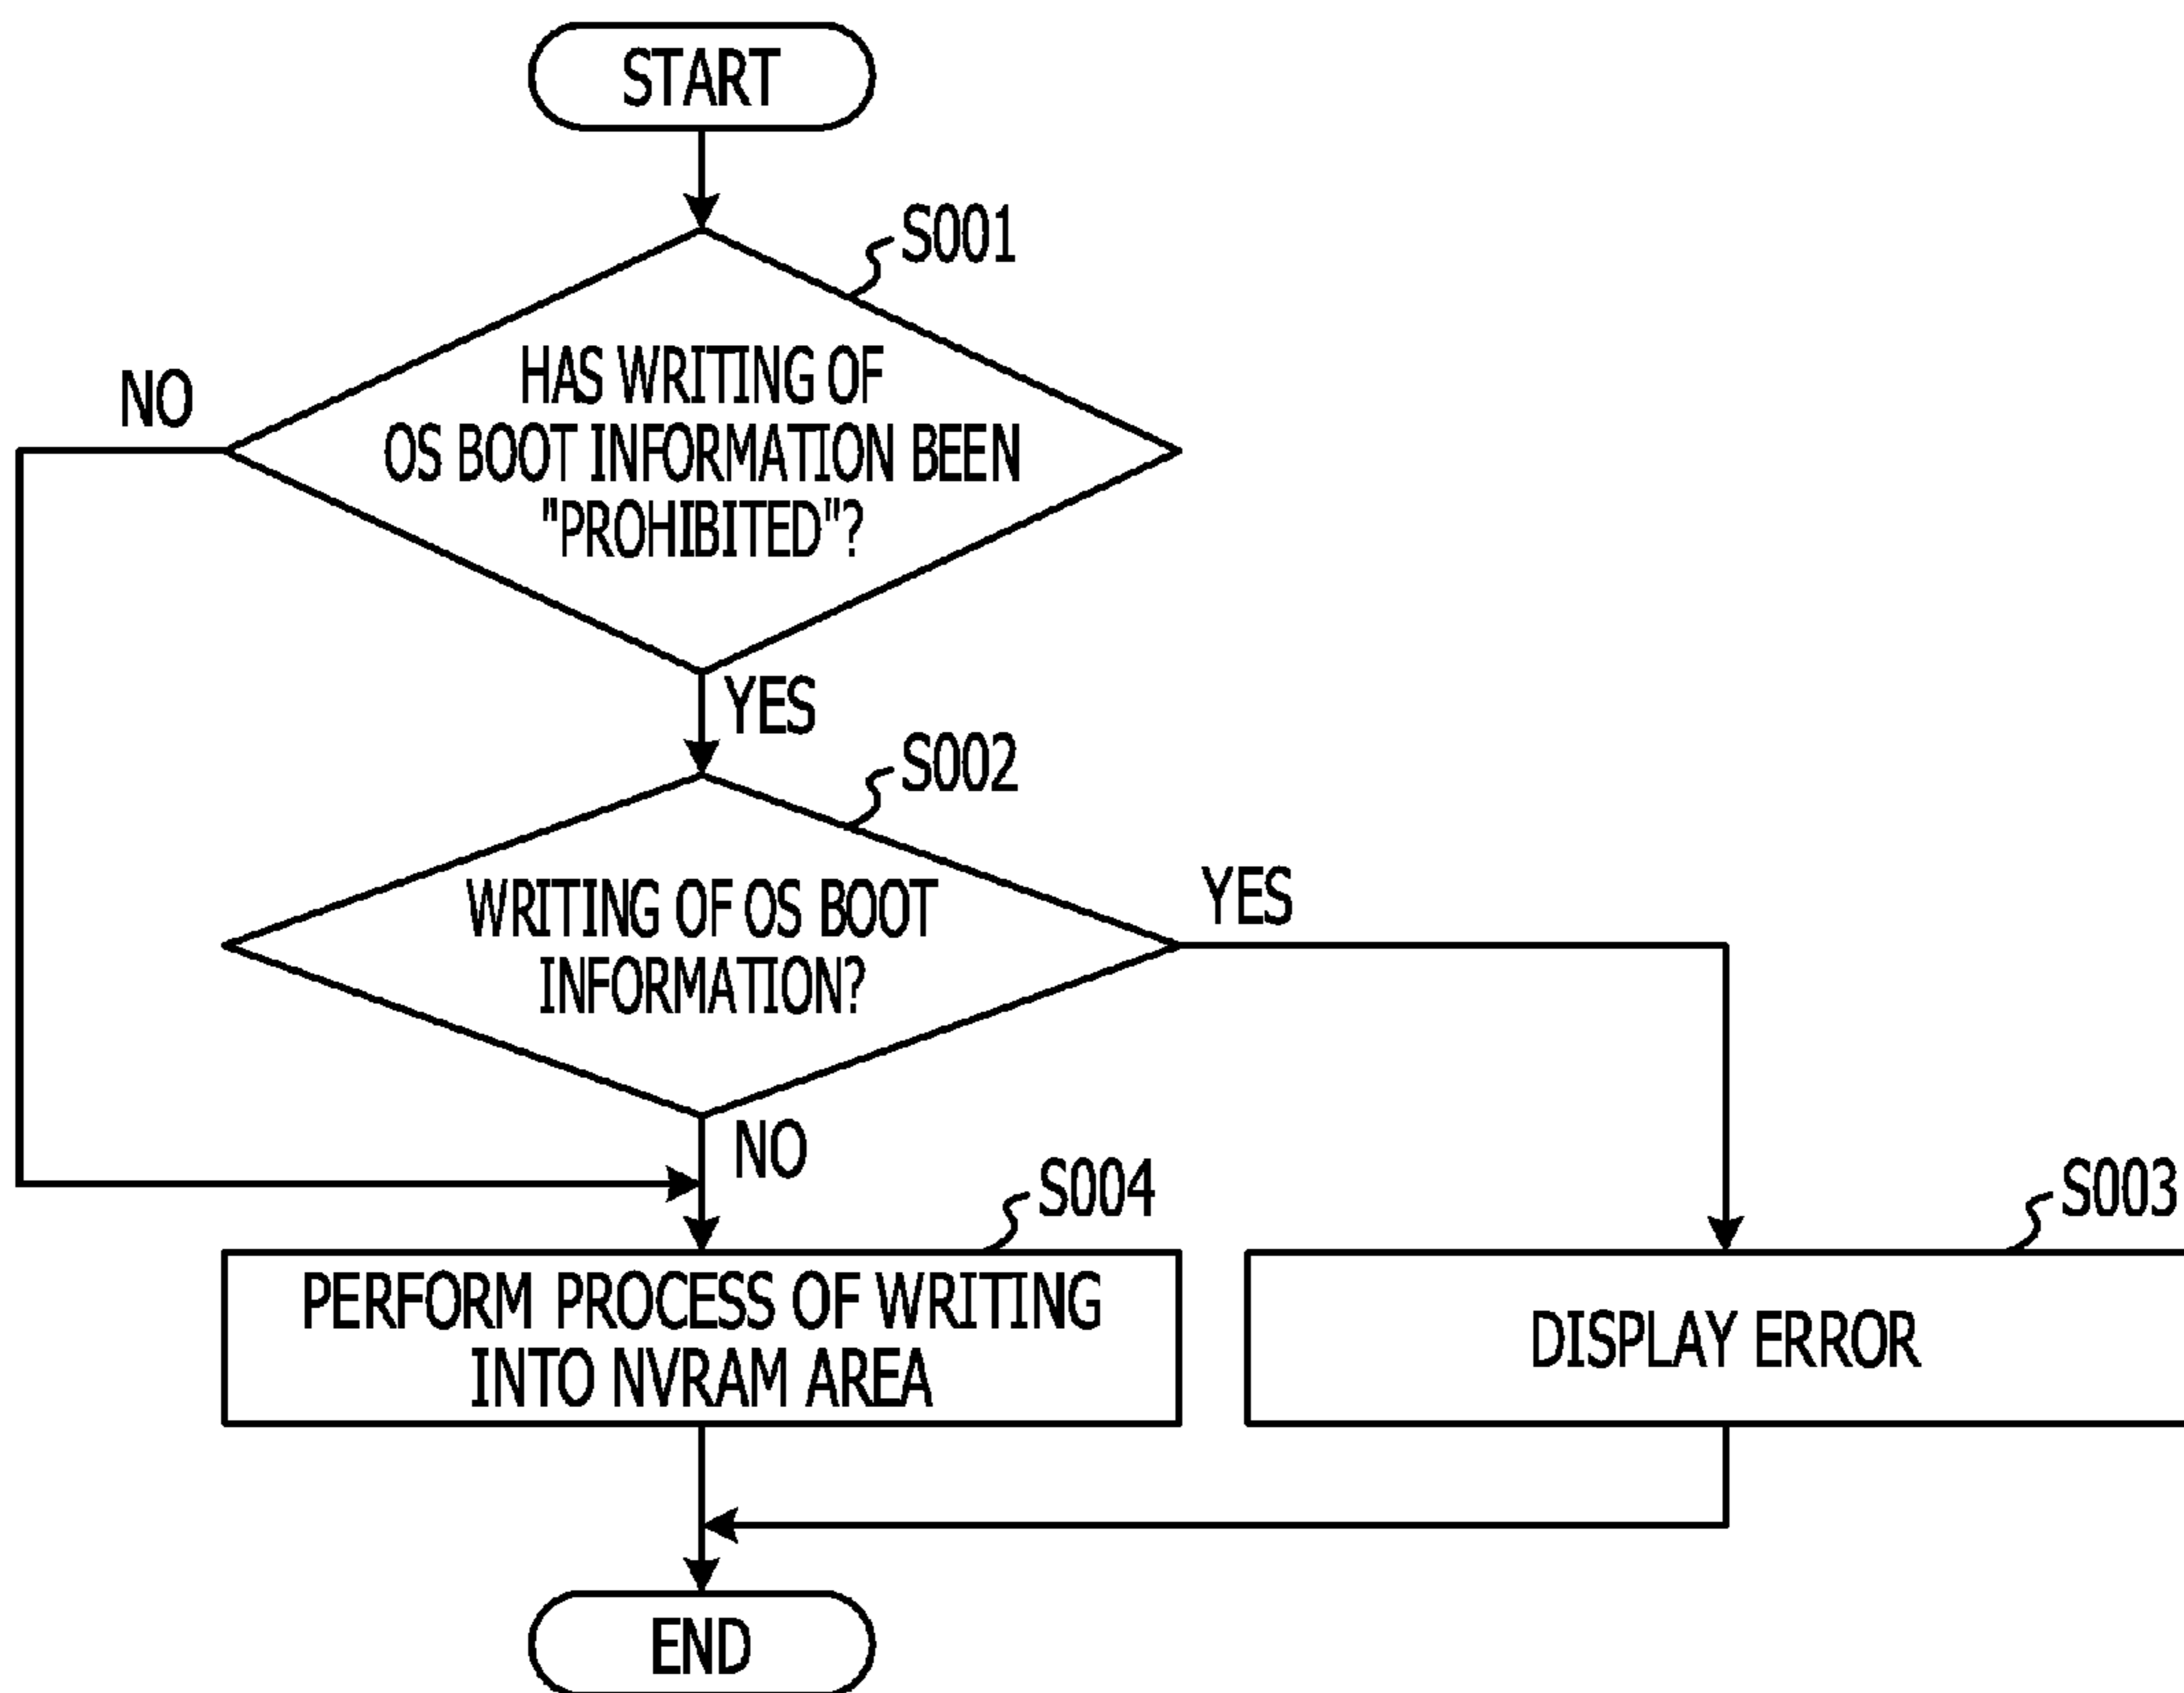 START
S001
HAS WRITING OF
OS BOOT INFORMATION BEEN
"PROHIBITED"?
NO
YES
S002
WRITING OF OS BOOT
INFORMATION?
YES
NO
S004
PERFORM PROCESS OF WRITING
INTO NVRAM AREA
S003
DISPLAY ERROR
END